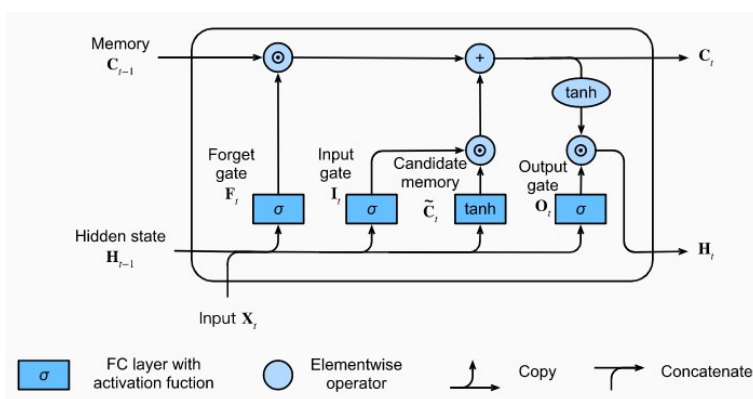 Memory
C_{t-1}
C_t
tanh
Forget gate
F_t
Input gate
I_t
Candidate memory
C̃_t
Output gate
O_t
σ
σ
tanh
σ
Hidden state
H_{t-1}
H_t
Input X_t
σ
FC layer with
activation fuction
Elementwise
operator
Copy
Concatenate